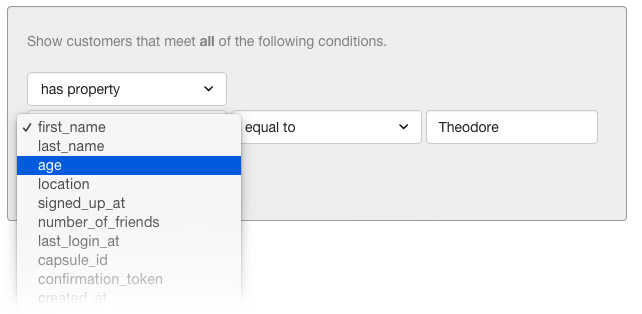 Show customers that meet all of the following conditions.
has property
✓ first_name
equal to
Theodore
last_name
age
location
signed_up_at
number_of_friends
last_login_at
capsule_id
confirmation_token
created_at